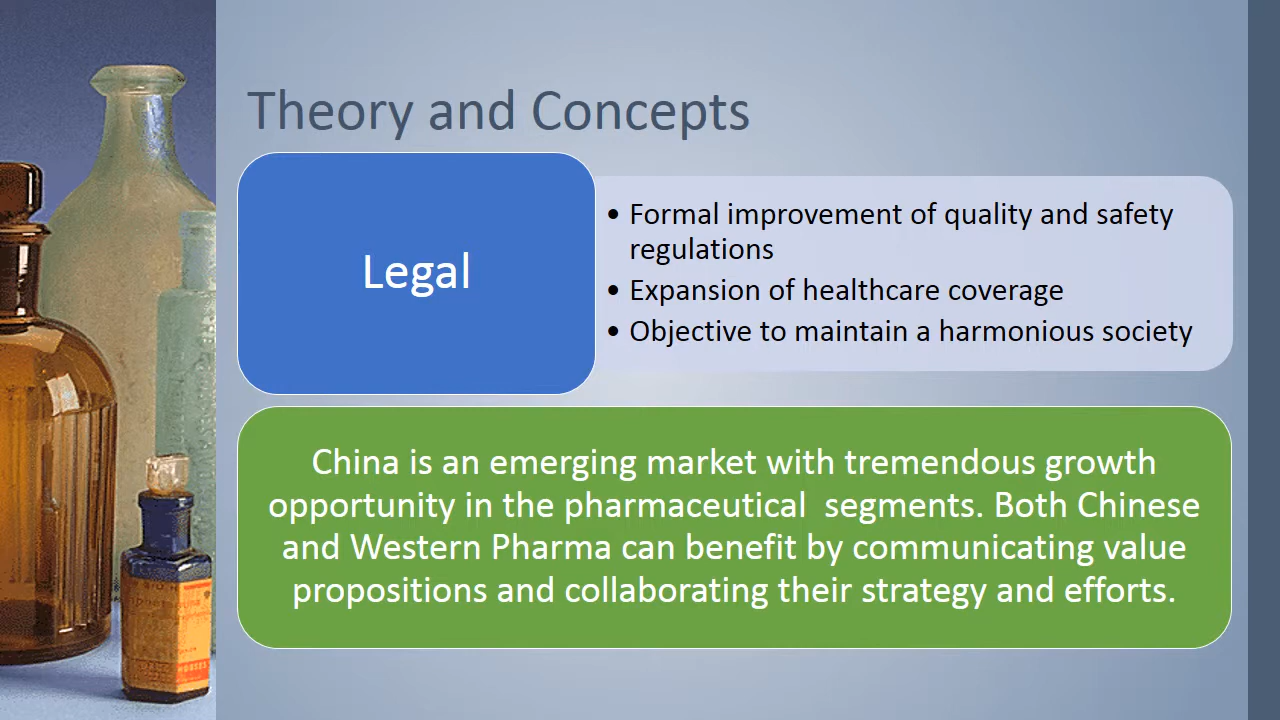 Theory and Concepts
Legal
• Formal improvement of quality and safety
regulations
• Expansion of healthcare coverage
• Objective to maintain a harmonious society
China is an emerging market with tremendous growth
opportunity in the pharmaceutical  segments. Both Chinese
and Western Pharma can benefit by communicating value
propositions and collaborating their strategy and efforts.